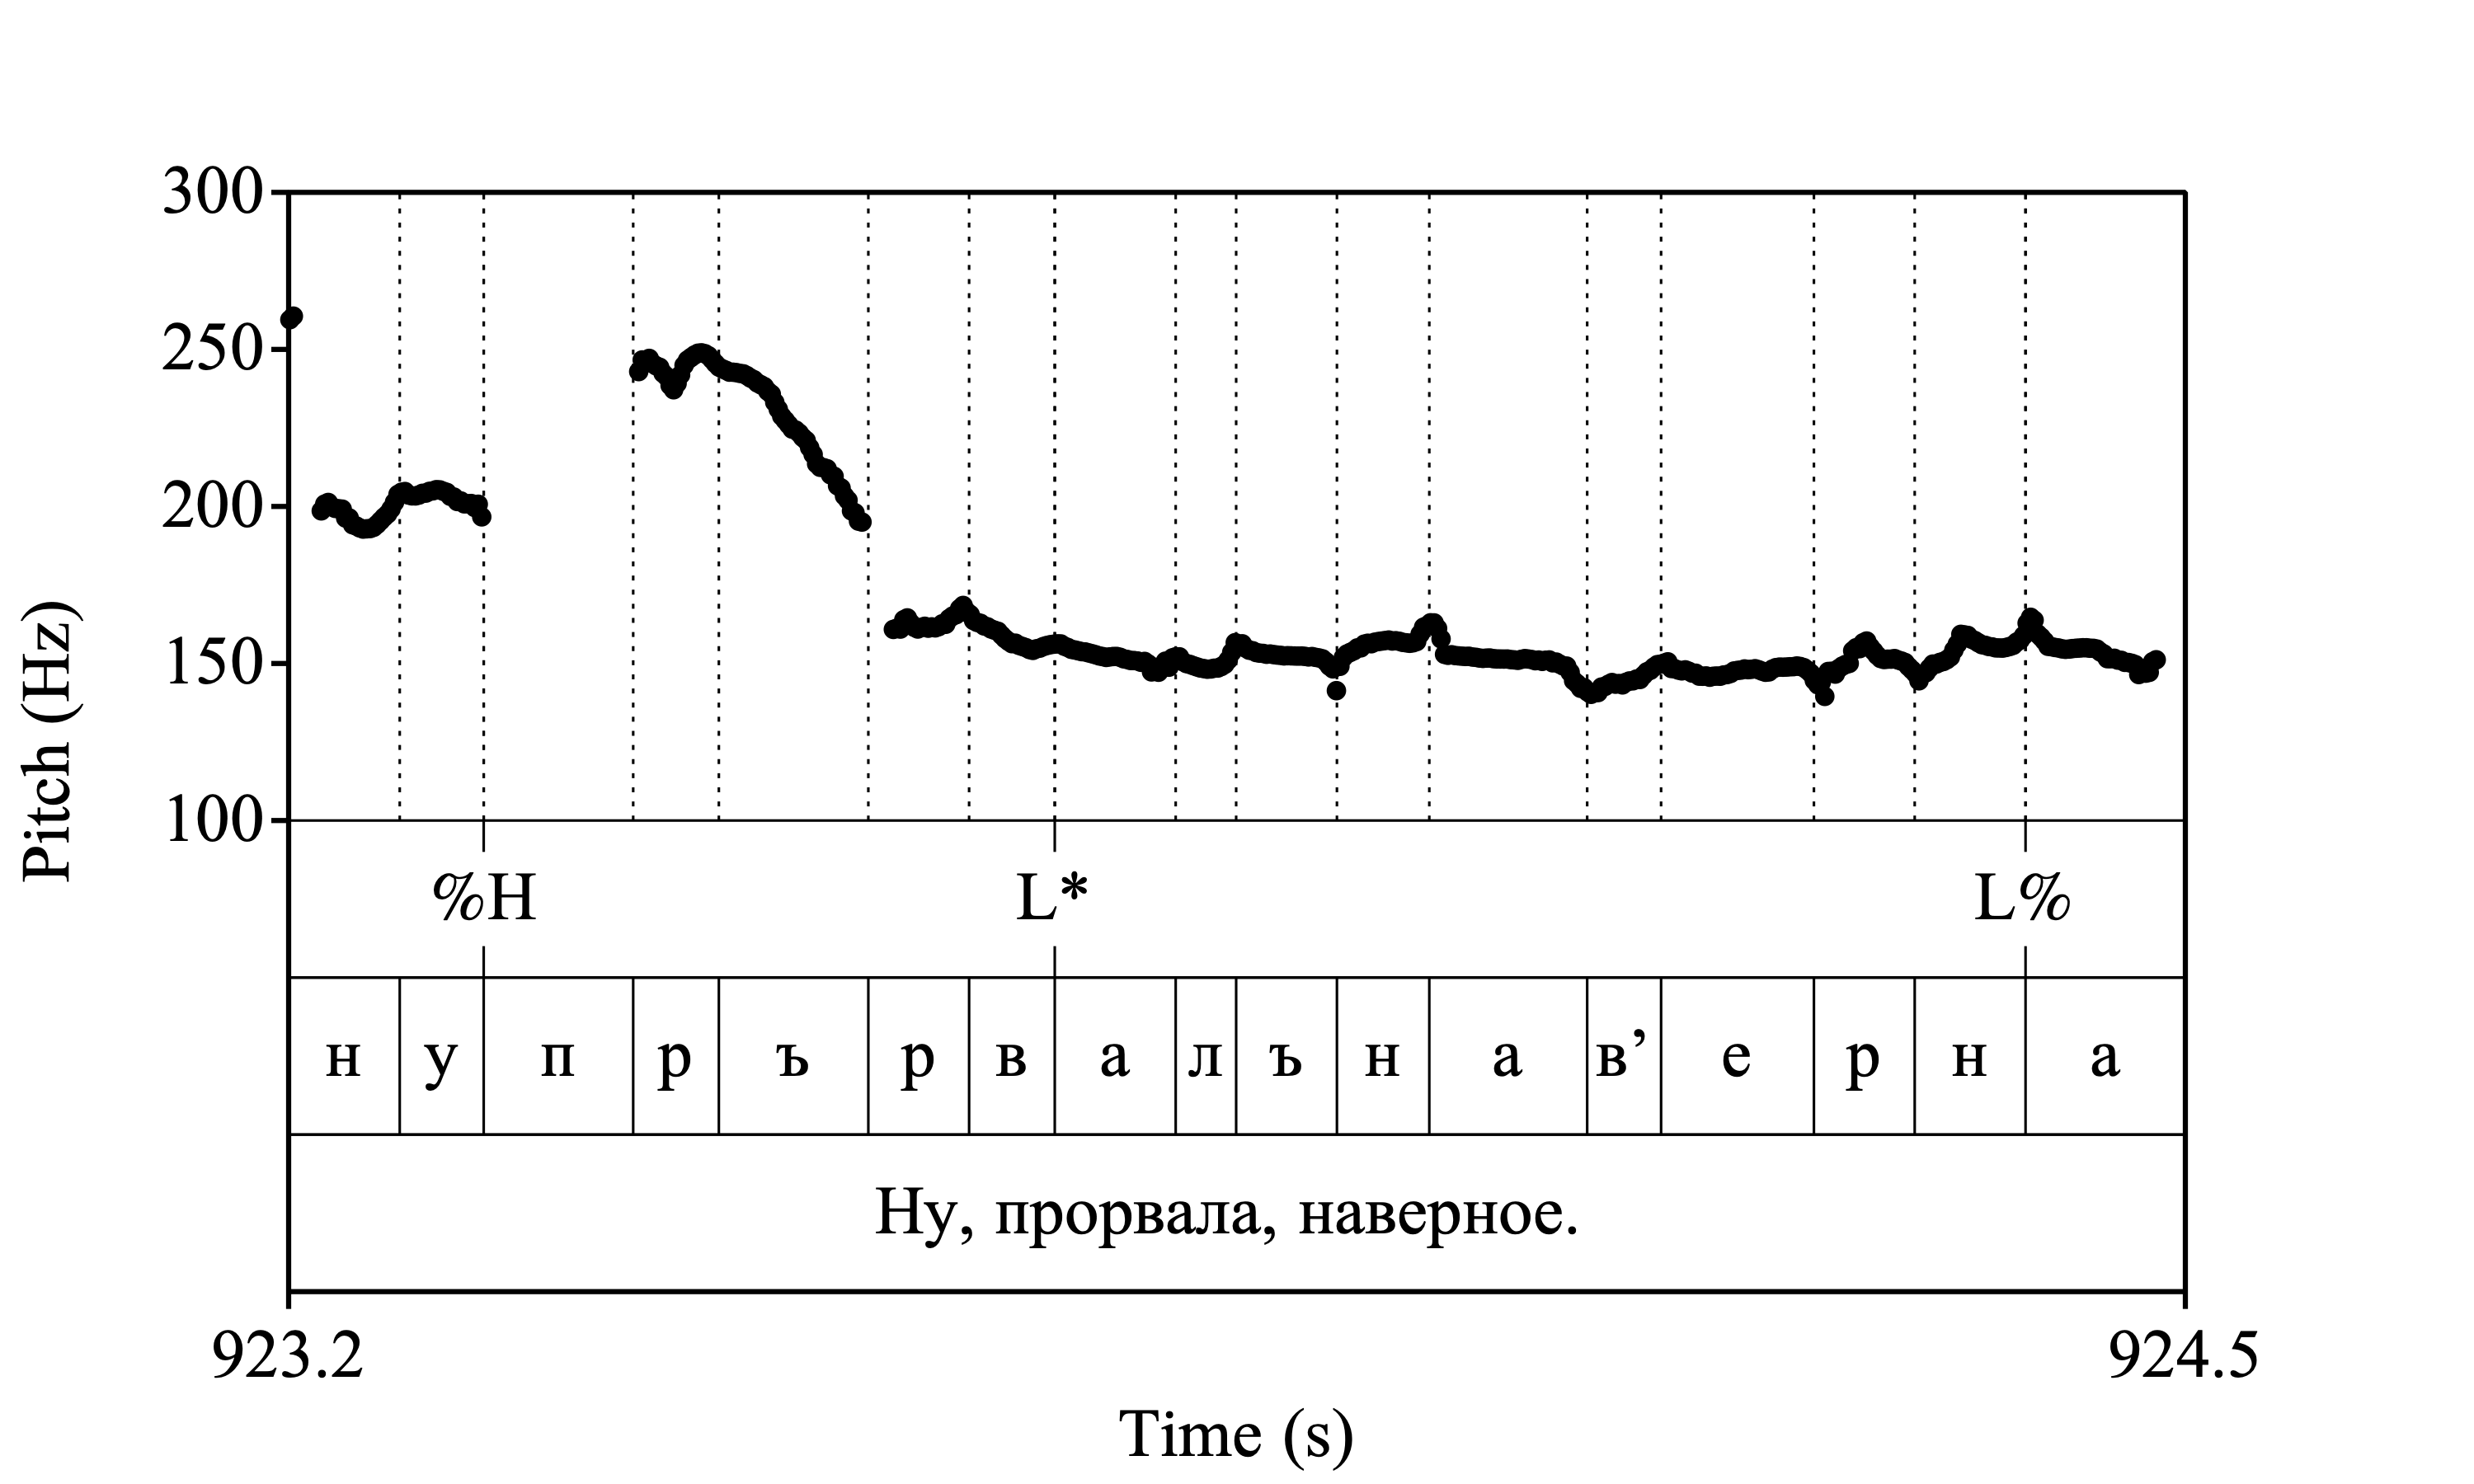 300
250
200
150
100
Pitch (Hz)
%H L* L%
н у п р ъ р в а л ъ н а в’ е р н а
Ну, прорвала, наверное.
923.2 924.5
Time (s)